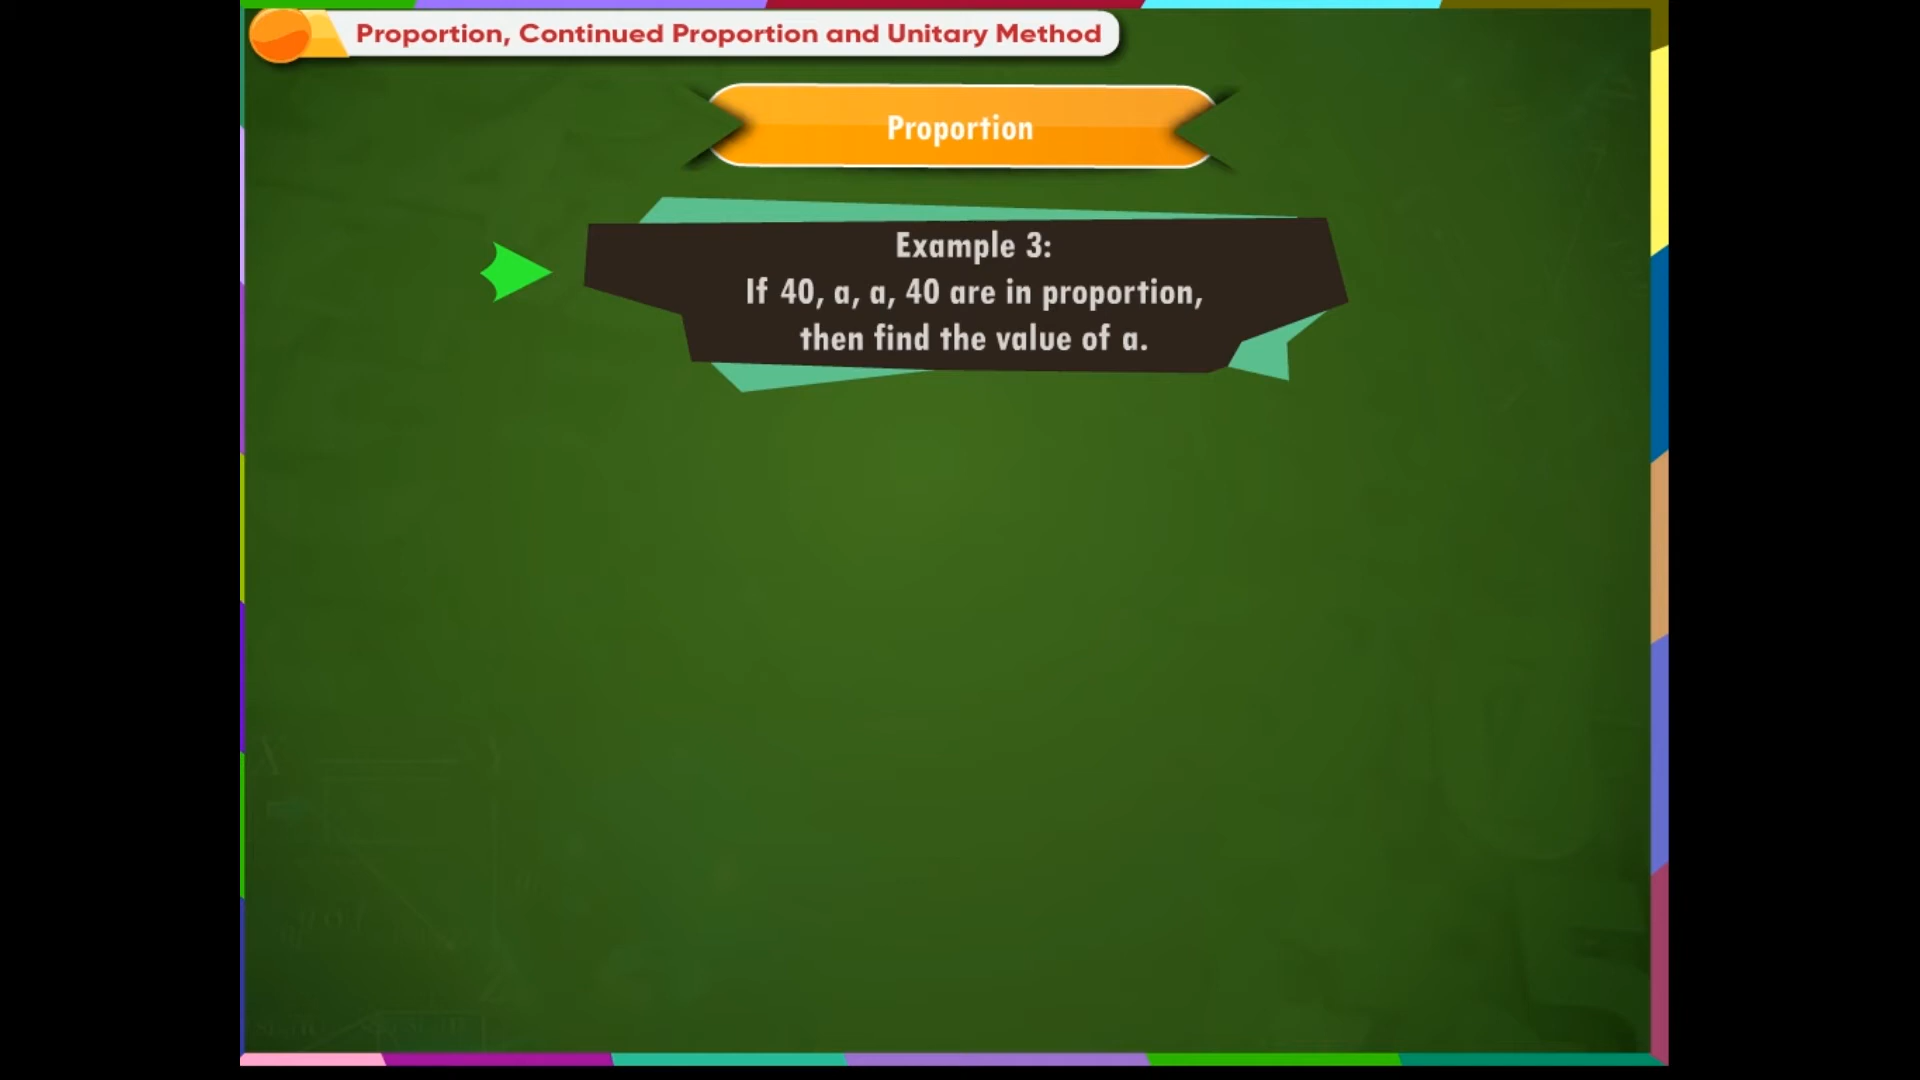 Proportion, Continued Proportion and Unitary Method
Proportion
Example 3:
If 40, a, a, 40 are in proportion,
then find the value of a.